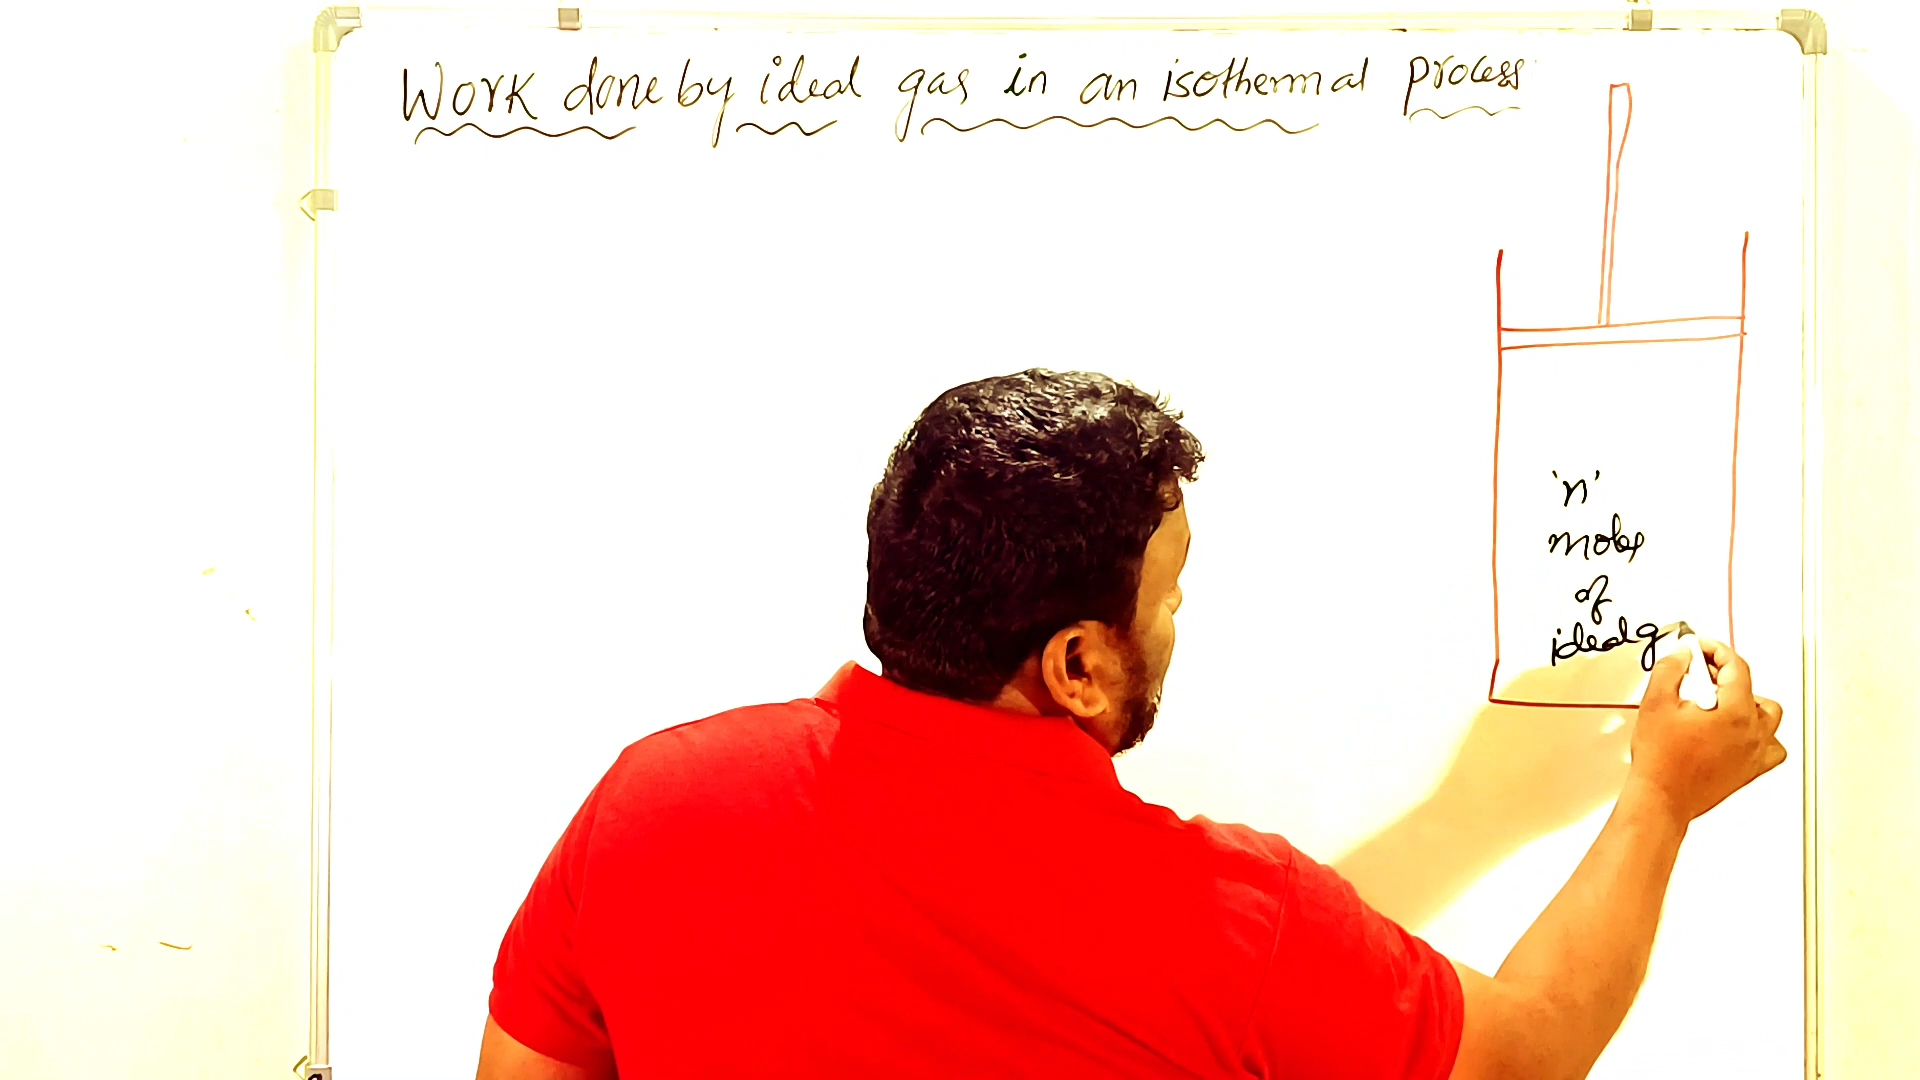 Work done by ideal gas in an isothermal process
'n'
moles
of
ideal g